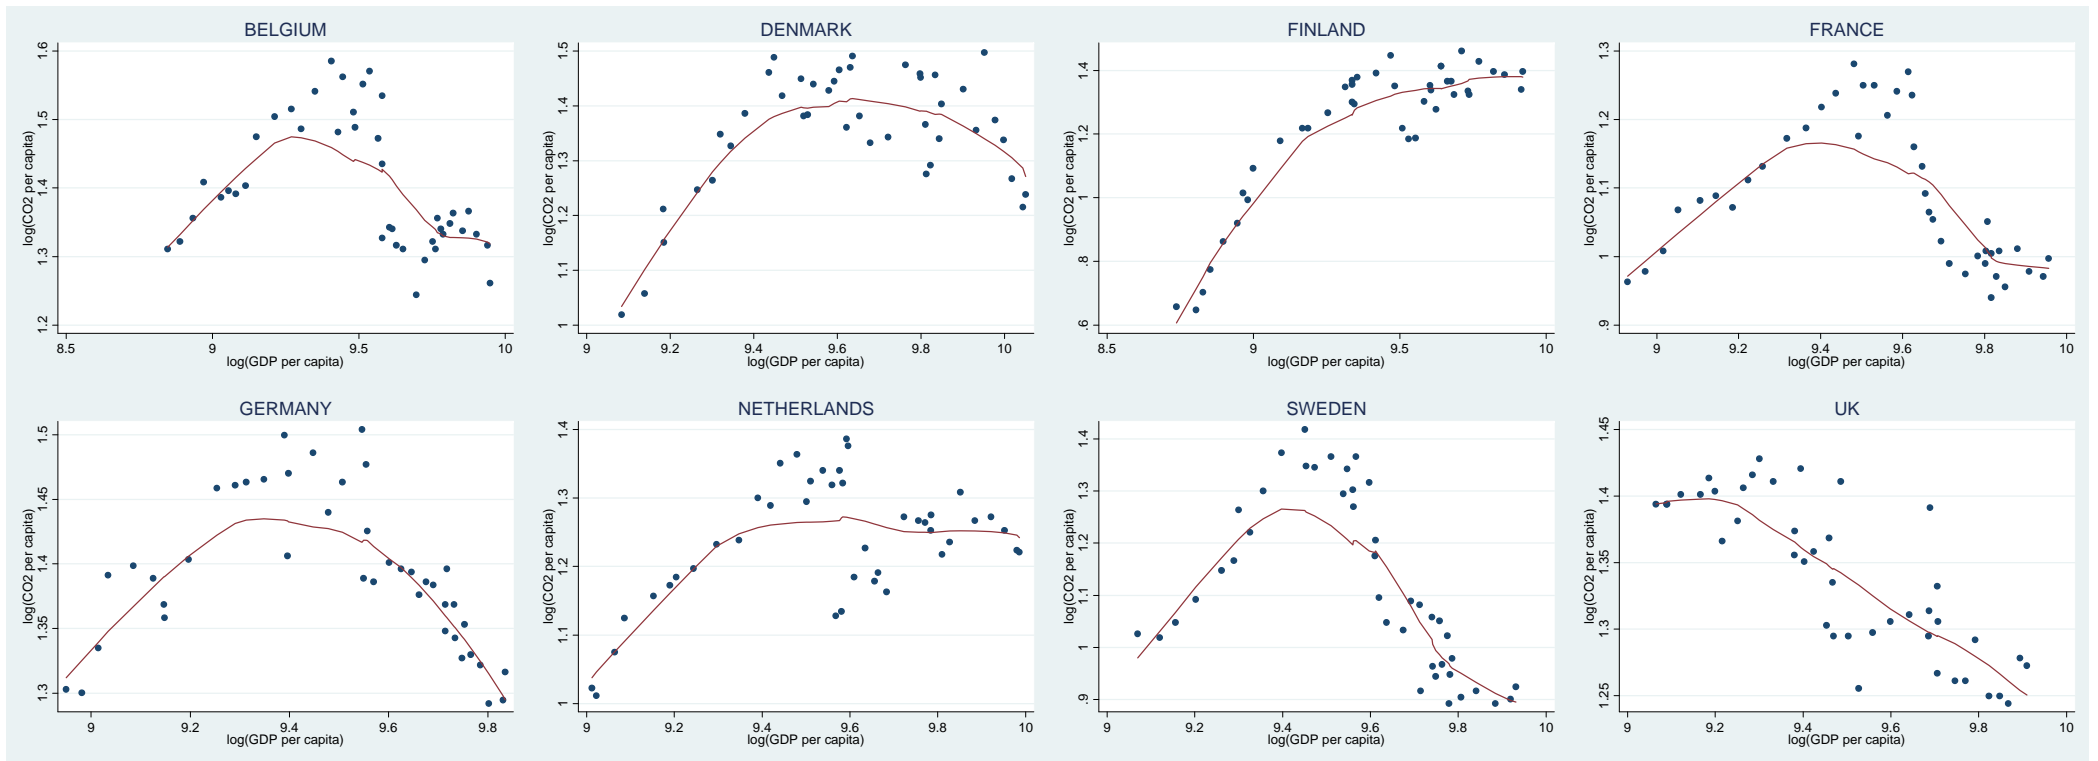 BELGIUM
log(CO2 per capita)
1.2 1.3 1.4 1.5 1.6
8.5 9 9.5 10
log(GDP per capita)
DENMARK
log(CO2 per capita)
1 1.1 1.2 1.3 1.4 1.5
9 9.2 9.4 9.6 9.8 10
log(GDP per capita)
FINLAND
log(CO2 per capita)
.6 .8 1 1.2 1.4
8.5 9 9.5 10
log(GDP per capita)
FRANCE
log(CO2 per capita)
.9 1 1.1 1.2 1.3
9 9.2 9.4 9.6 9.8 10
log(GDP per capita)
GERMANY
log(CO2 per capita)
1.3 1.35 1.4 1.45 1.5
9 9.2 9.4 9.6 9.8
log(GDP per capita)
NETHERLANDS
log(CO2 per capita)
1 1.1 1.2 1.3 1.4
9 9.2 9.4 9.6 9.8 10
log(GDP per capita)
SWEDEN
log(CO2 per capita)
.9 1 1.1 1.2 1.3 1.4
9 9.2 9.4 9.6 9.8 10
log(GDP per capita)
UK
log(CO2 per capita)
1.25 1.3 1.35 1.4 1.45
9 9.2 9.4 9.6 9.8 10
log(GDP per capita)